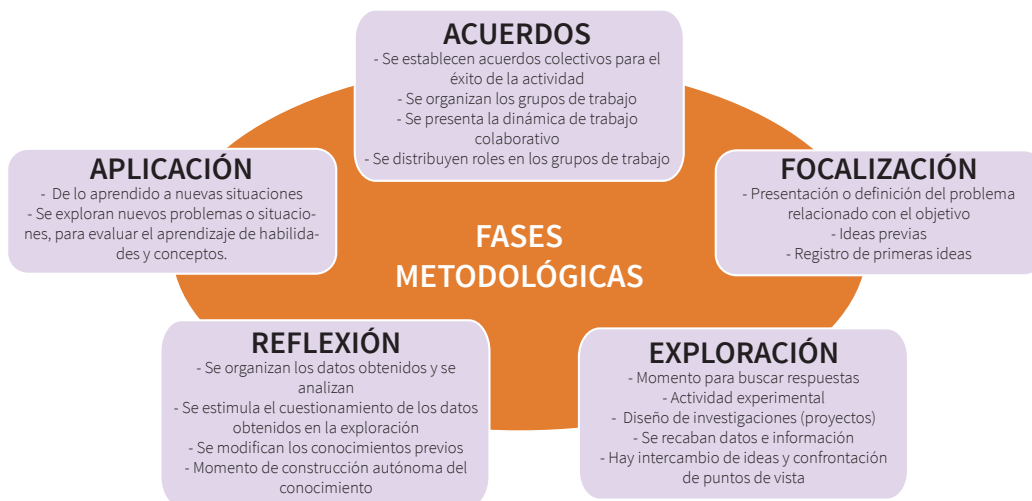 ACUERDOS
- Se establecen acuerdos colectivos para el
éxito de la actividad
- Se organizan los grupos de trabajo
- Se presenta la dinámica de trabajo
colaborativo
- Se distribuyen roles en los grupos de trabajo
FOCALIZACIÓN
- Presentación o definición del problema
relacionado con el objetivo
- Ideas previas
- Registro de primeras ideas
EXPLORACIÓN
- Momento para buscar respuestas
- Actividad experimental
- Diseño de investigaciones (proyectos)
- Se recaban datos e información
- Hay intercambio de ideas y confrontación
de puntos de vista
REFLEXIÓN
- Se organizan los datos obtenidos y se
analizan
- Se estimula el cuestionamiento de los datos
obtenidos en la exploración
- Se modifican los conocimientos previos
- Momento de construcción autónoma del
conocimiento
APLICACIÓN
- De lo aprendido a nuevas situaciones
- Se exploran nuevos problemas o situacio-
nes, para evaluar el aprendizaje de habilida-
des y conceptos.
FASES
METODOLÓGICAS